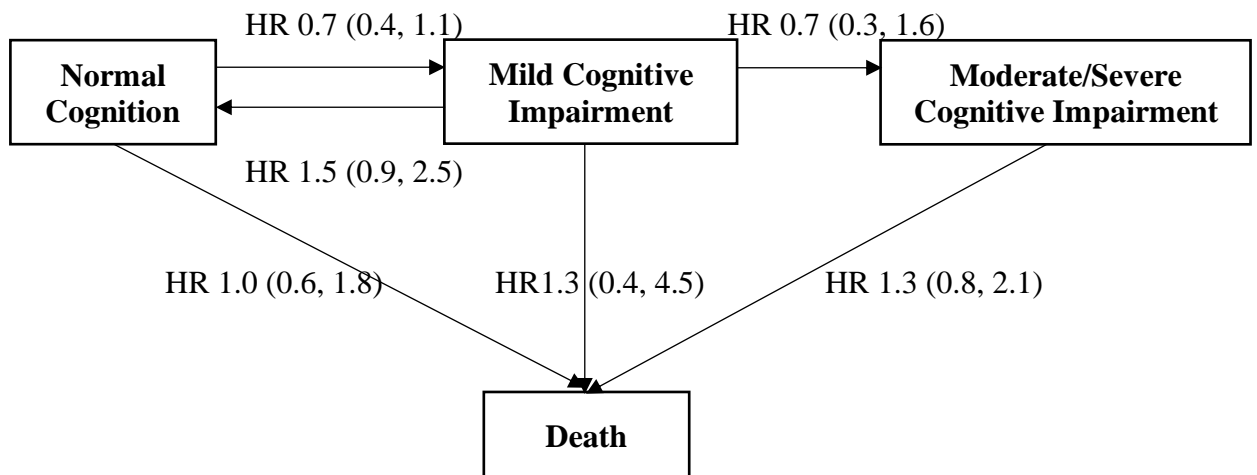 HR 0.7 (0.4, 1.1)
HR 0.7 (0.3, 1.6)
Normal
Cognition
Mild Cognitive
Impairment
Moderate/Severe
Cognitive Impairment
HR 1.5 (0.9, 2.5)
HR 1.0 (0.6, 1.8)
HR1.3 (0.4, 4.5)
HR 1.3 (0.8, 2.1)
Death